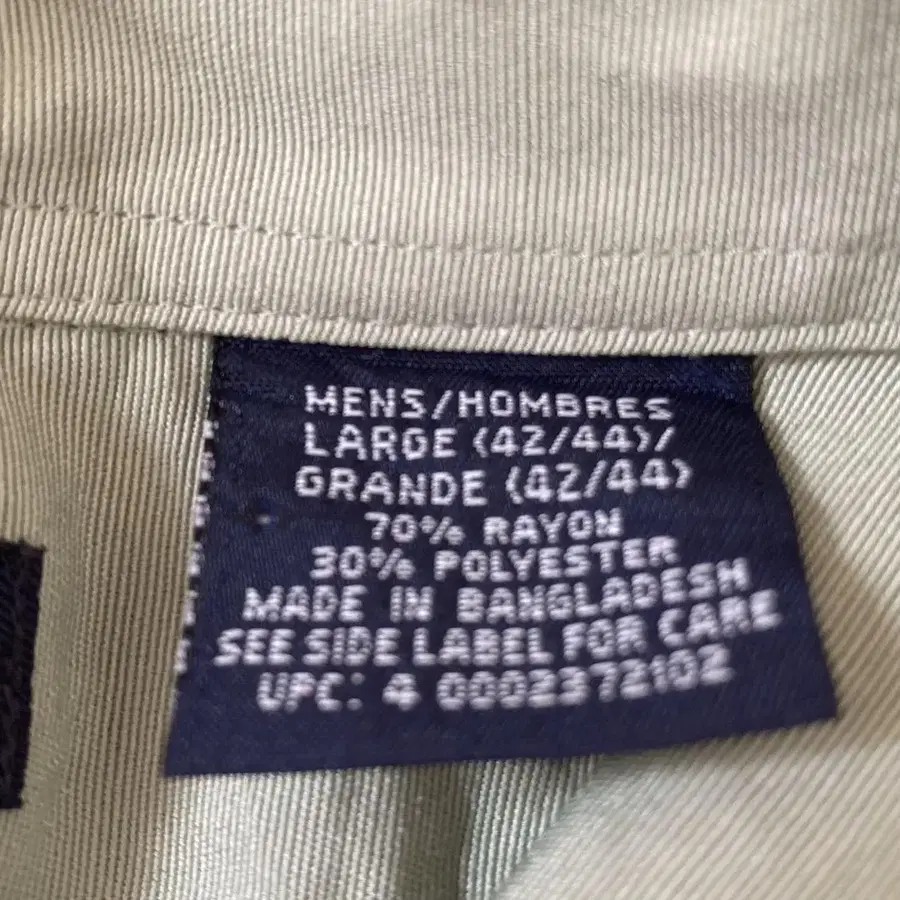 MENS/HOMBRES
LARGE (42/44)/
GRANDE (42/44)
70% RAYON
30% POLYESTER
MADE IN BANGLADESH
SEE SIDE LABEL FOR CARE
UPC: 4 0002372102